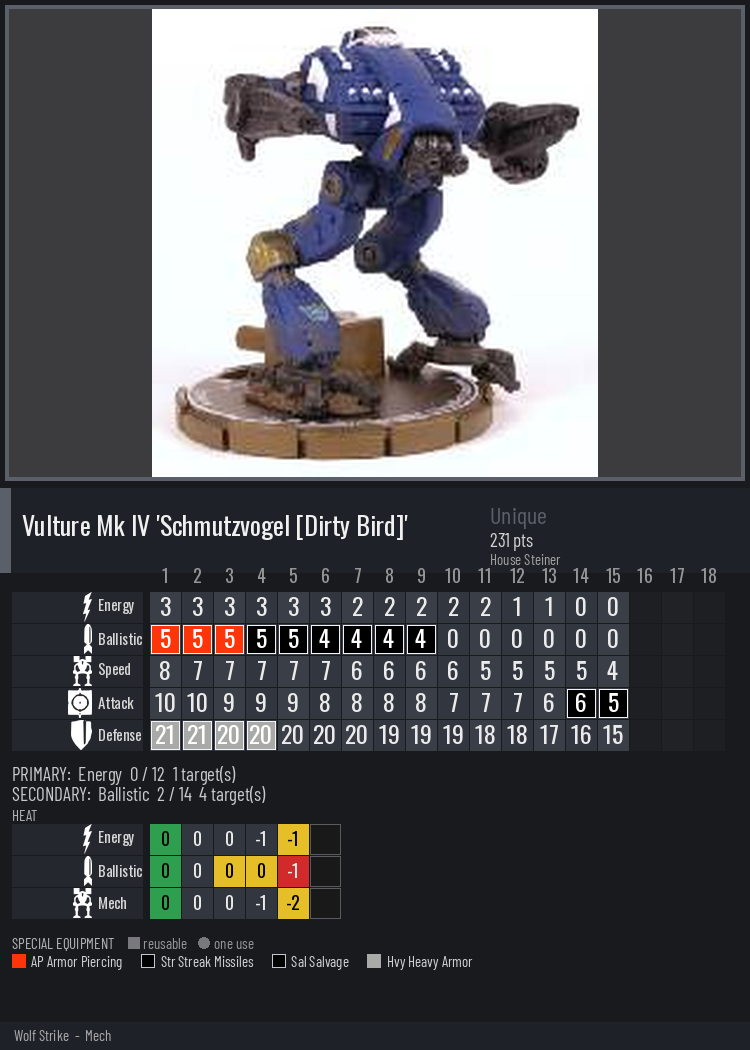 Vulture Mk IV 'Schmutzvogel [Dirty Bird]'
Unique
231 pts
House Steiner
1 2 3 4 5 6 7 8 9 10 11 12 13 14 15 16 17 18
Energy 3 3 3 3 3 3 2 2 2 2 2 1 1 0 0
Ballistic 5 5 5 5 5 4 4 4 4 0 0 0 0 0 0
Speed 8 7 7 7 7 7 6 6 6 6 5 5 5 5 4
Attack 10 10 9 9 9 8 8 8 8 7 7 7 6 6 5
Defense 21 21 20 20 20 20 20 19 19 19 18 18 17 16 15
PRIMARY: Energy 0 / 12 1 target(s)
SECONDARY: Ballistic 2 / 14 4 target(s)
HEAT
Energy 0 0 0 -1 -1
Ballistic 0 0 0 0 -1
Mech 0 0 0 -1 -2
SPECIAL EQUIPMENT reusable one use
AP Armor Piercing Str Streak Missiles Sal Salvage Hvy Heavy Armor
Wolf Strike - Mech